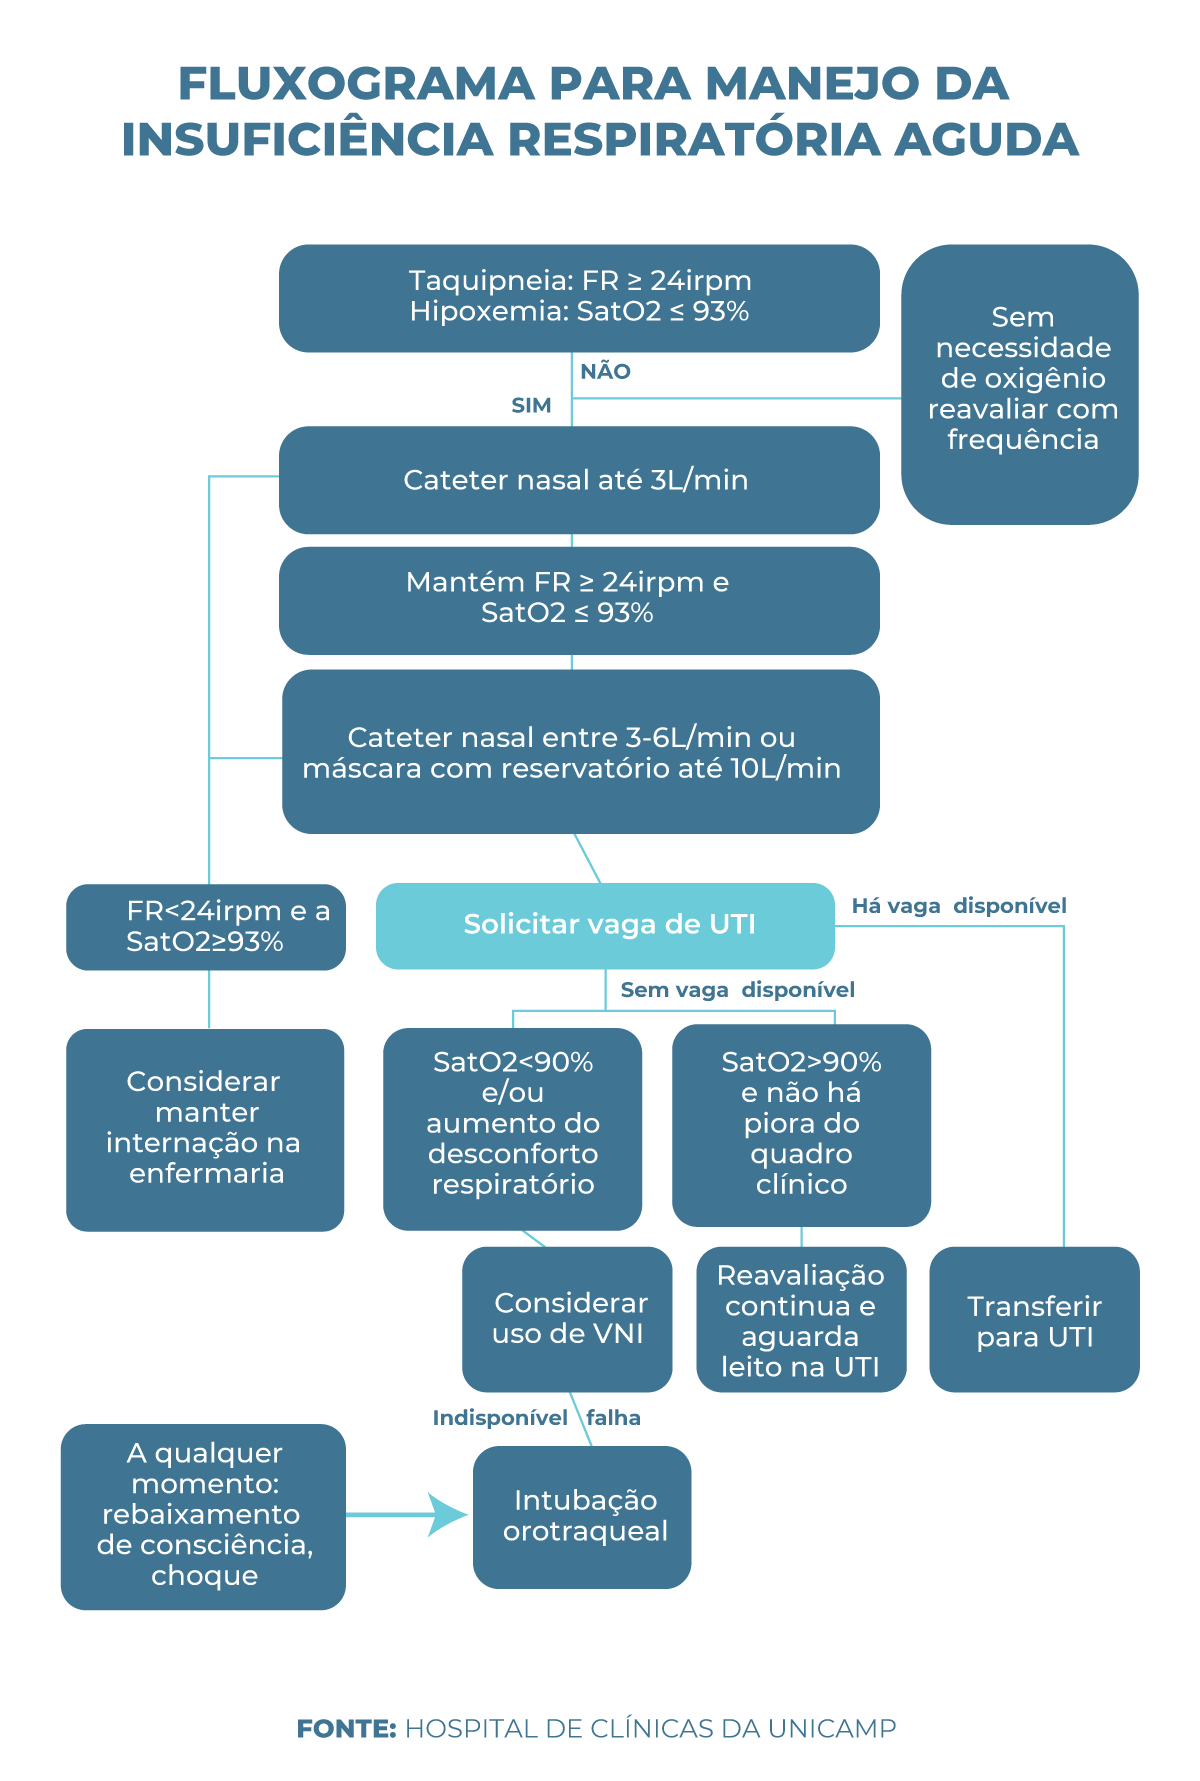 FLUXOGRAMA PARA MANEJO DA
INSUFICIÊNCIA RESPIRATÓRIA AGUDA
Taquipneia: FR ≥ 24irpm
Hipoxemia: SatO2 ≤ 93%
Sem
necessidade
de oxigênio
reavaliar com
frequência
NÃO
SIM
Cateter nasal até 3L/min
Mantém FR ≥ 24irpm e
SatO2 ≤ 93%
Cateter nasal entre 3-6L/min ou
máscara com reservatório até 10L/min
FR<24irpm e a
SatO2≥93%
Solicitar vaga de UTI
Há vaga disponível
Sem vaga disponível
Considerar
manter
internação na
enfermaria
SatO2<90%
e/ou
aumento do
desconforto
respiratório
SatO2>90%
e não há
piora do
quadro
clínico
Considerar
uso de VNI
Reavaliação
continua e
aguarda
leito na UTI
Transferir
para UTI
Indisponível falha
A qualquer
momento:
rebaixamento
de consciência,
choque
Intubação
orotraqueal
FONTE: HOSPITAL DE CLÍNICAS DA UNICAMP